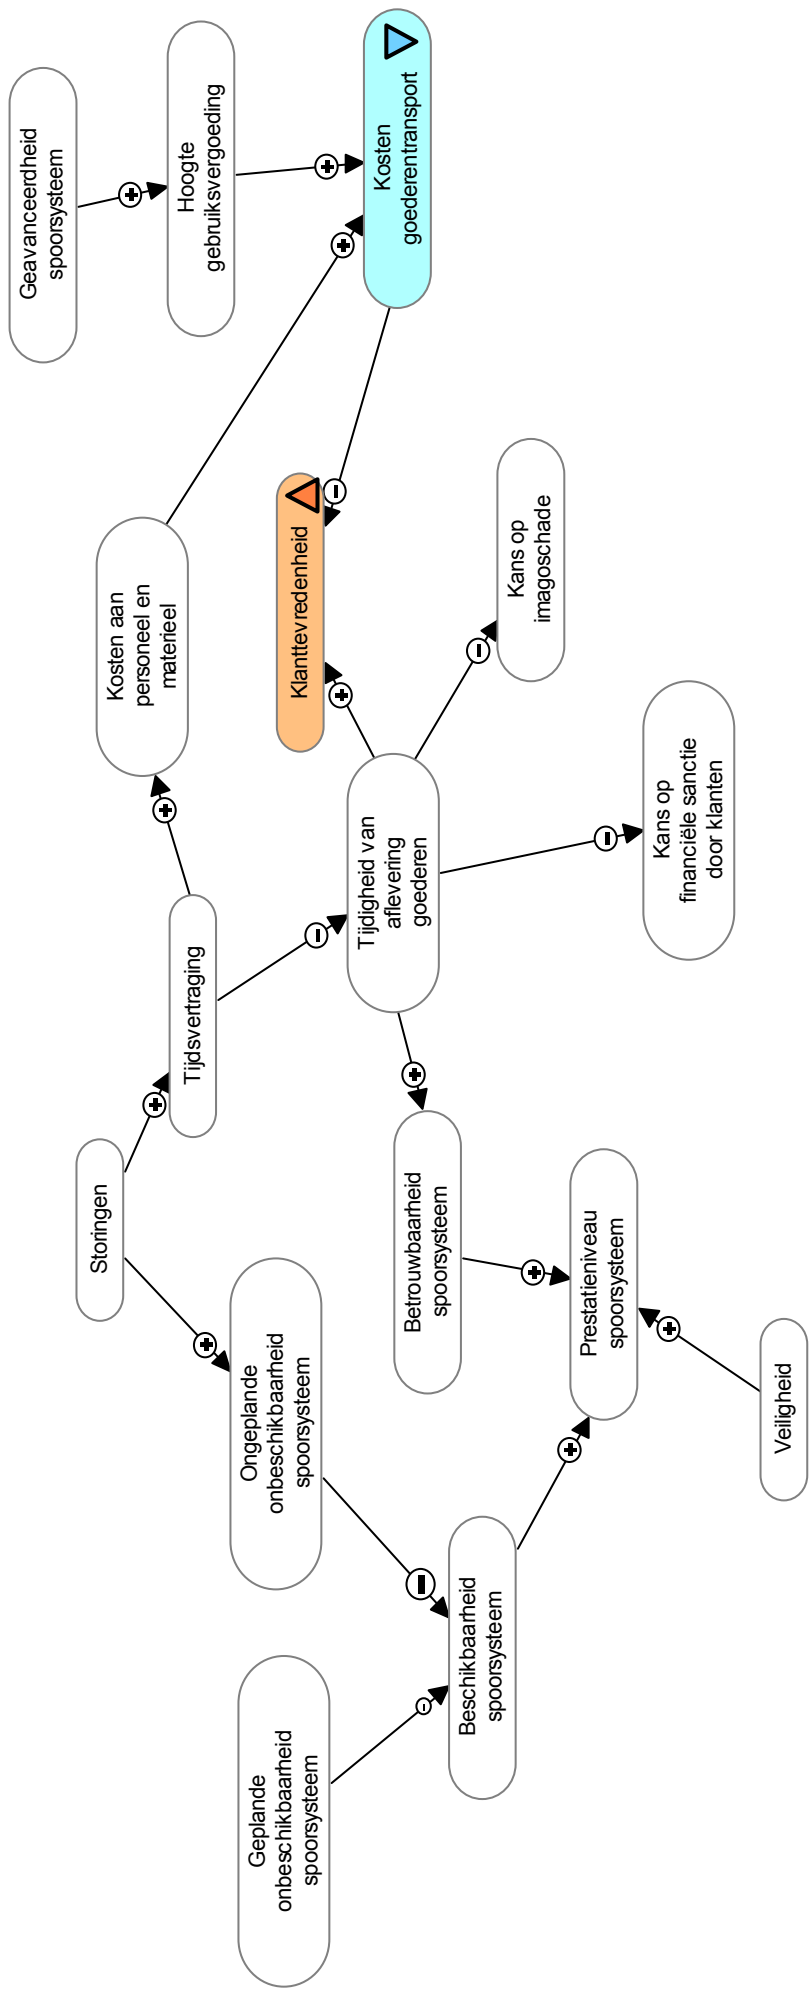 Geplande
onbeschikbaarheid
spoorsysteem
Storingen
Ongeplande
onbeschikbaarheid
spoorsysteem
Beschikbaarheid
spoorsysteem
Veiligheid
Prestatieniveau
spoorsysteem
Betrouwbaarheid
spoorsysteem
Tijdsvertraging
Tijdigheid van
aflevering
goederen
Kans op
financiële sanctie
door klanten
Kosten aan
personeel en
materieel
Klanttevredenheid
Kans op
imagoschade
Geavanceerdheid
spoorsysteem
Hoogte
gebruiksvergoeding
Kosten
goederentransport